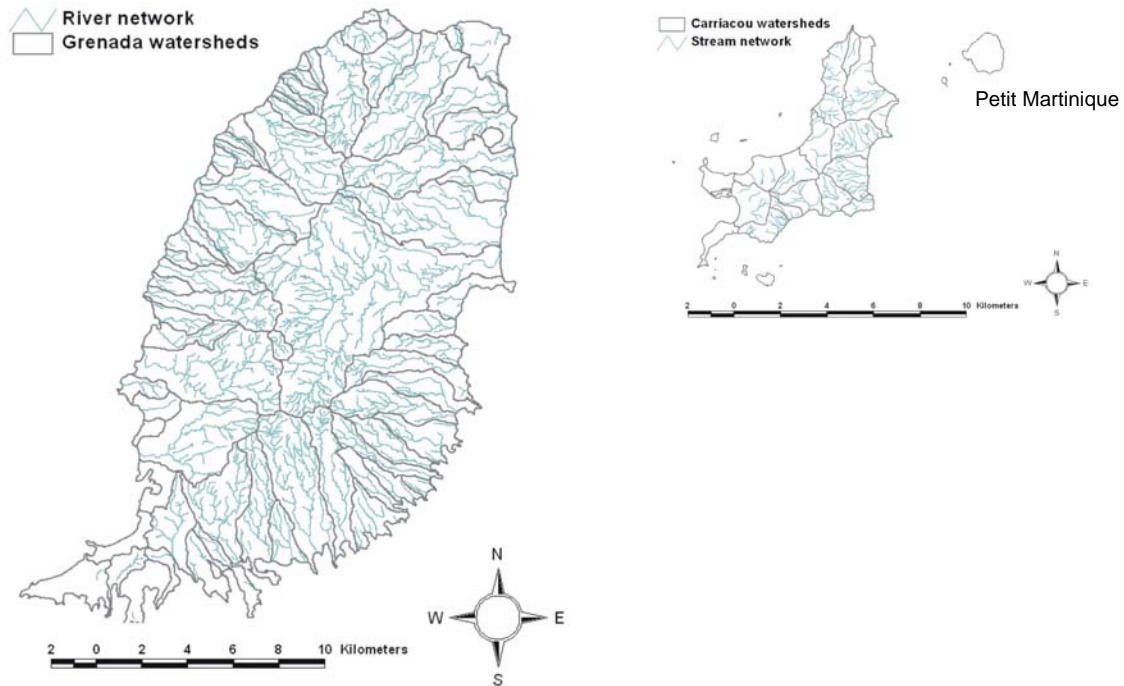 River network
Grenada watersheds
N
W E
S
2 0 2 4 6 8 10 Kilometers
Carriacou watersheds
Stream network
Petit Martinique
N
W E
S
2 0 2 4 6 8 10 Kilometers